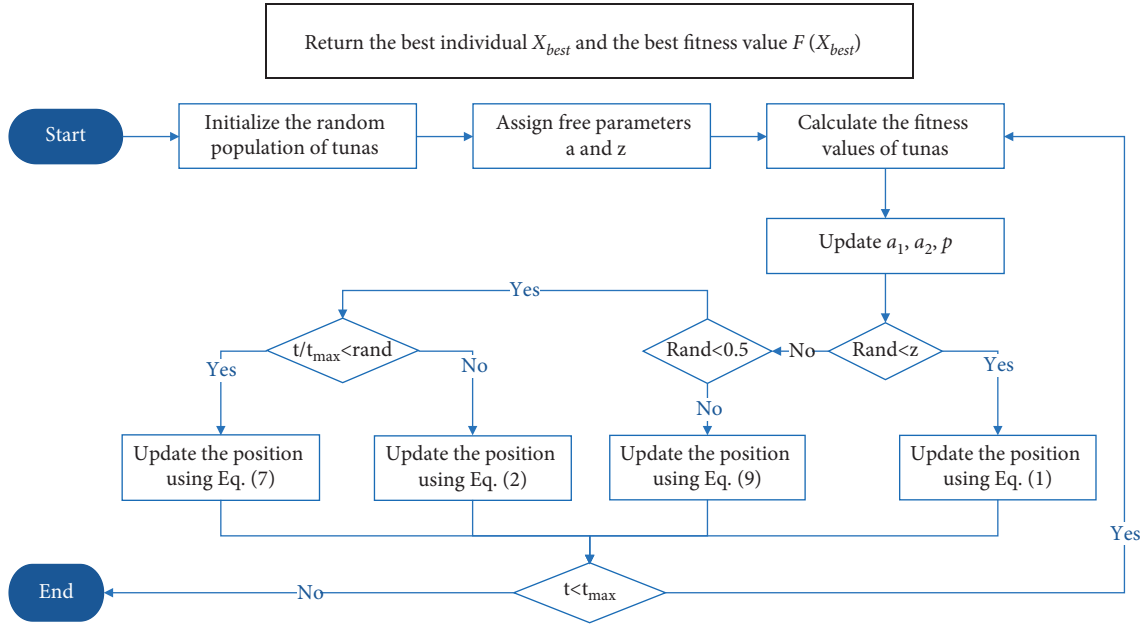 Return the best individual X_best and the best fitness value F (X_best)
Start
Initialize the random
population of tunas
Assign free parameters
a and z
Calculate the fitness
values of tunas
Update a_1, a_2, p
Yes
t/t_max<rand
Rand<0.5
No
Rand<z
Yes
No
No
Yes
Update the position
using Eq. (7)
Update the position
using Eq. (2)
Update the position
using Eq. (9)
Update the position
using Eq. (1)
Yes
End
No
t<t_max